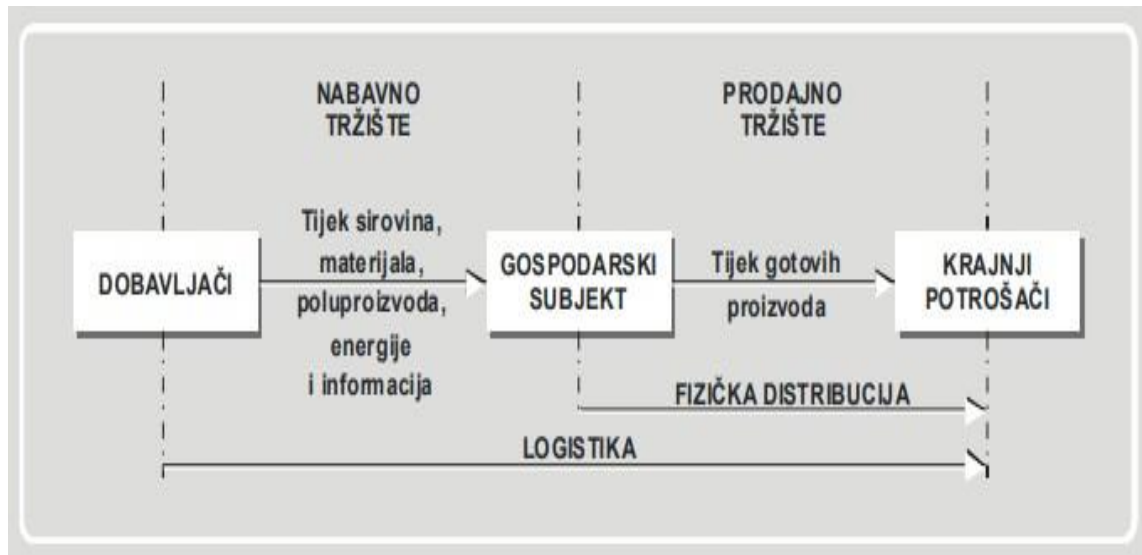 NABAVNO
TRŽIŠTE
PRODAJNO
TRŽIŠTE
DOBAVLJAČI
Tijek sirovina,
materijala,
poluproizvoda,
energije
i informacija
GOSPODARSKI
SUBJEKT
Tijek gotovih
proizvoda
KRAJNJI
POTROŠAČI
FIZIČKA DISTRIBUCIJA
LOGISTIKA